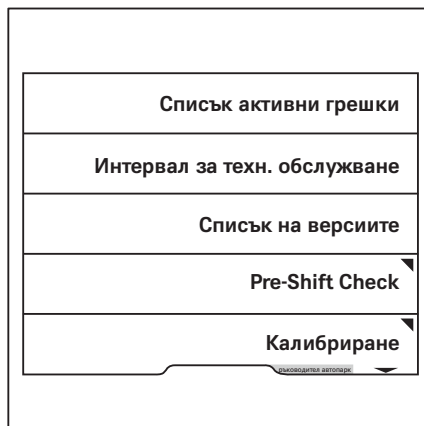 Списък активни грешки
Интервал за техн. обслужване
Списък на версиите
Pre-Shift Check
Калибриране
ръководител автопарк